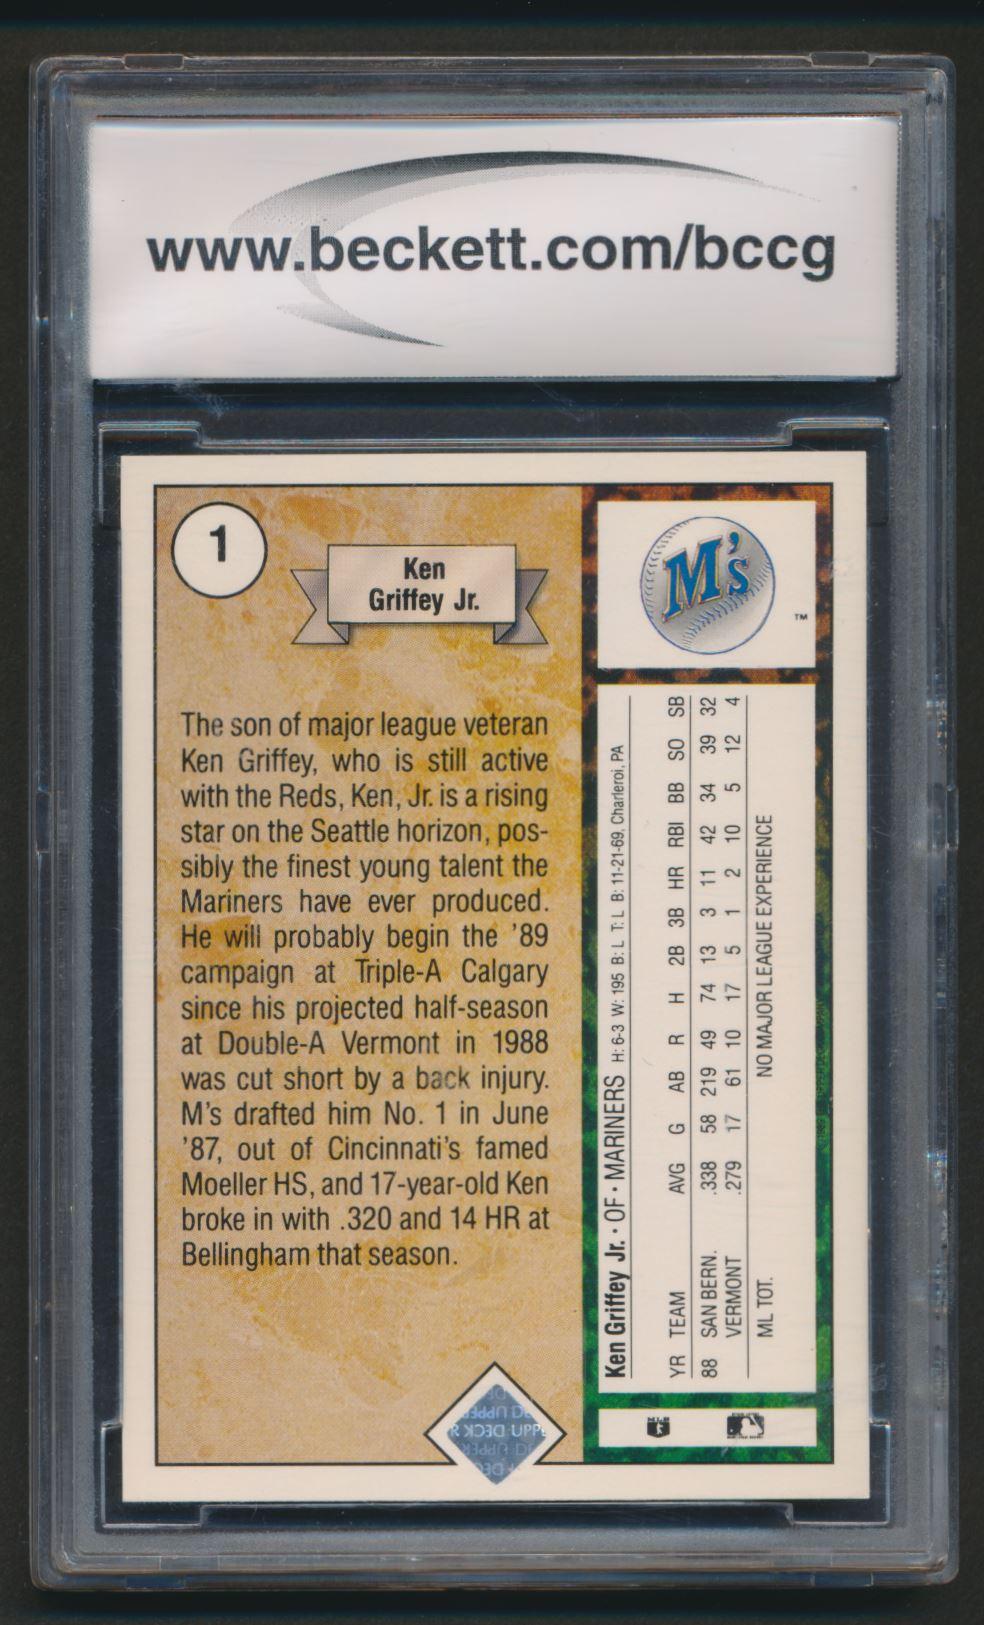 www.beckett.com/bccg
1
Ken
Griffey Jr.
The son of major league veteran
Ken Griffey, who is still active
with the Reds, Ken, Jr. is a rising
star on the Seattle horizon, pos-
sibly the finest young talent the
Mariners have ever produced.
He will probably begin the '89
campaign at Triple-A Calgary
since his projected half-season
at Double-A Vermont in 1988
was cut short by a back injury.
M's drafted him No. 1 in June
'87, out of Cincinnati's famed
Moeller HS, and 17-year-old Ken
broke in with .320 and 14 HR at
Bellingham that season.
M's
TM
Ken Griffey Jr. • OF • MARINERS H: 6-3 W: 195 B: L T: L B: 11-21-69, Charleroi, PA
YR TEAM AVG G AB R H 2B 3B HR RBI BB SO SB
88 SAN BERN. .338 58 219 49 74 13 3 11 42 34 39 32
VERMONT .279 17 61 10 17 5 1 2 10 5 12 4
ML TOT. NO MAJOR LEAGUE EXPERIENCE
UPPER DECK